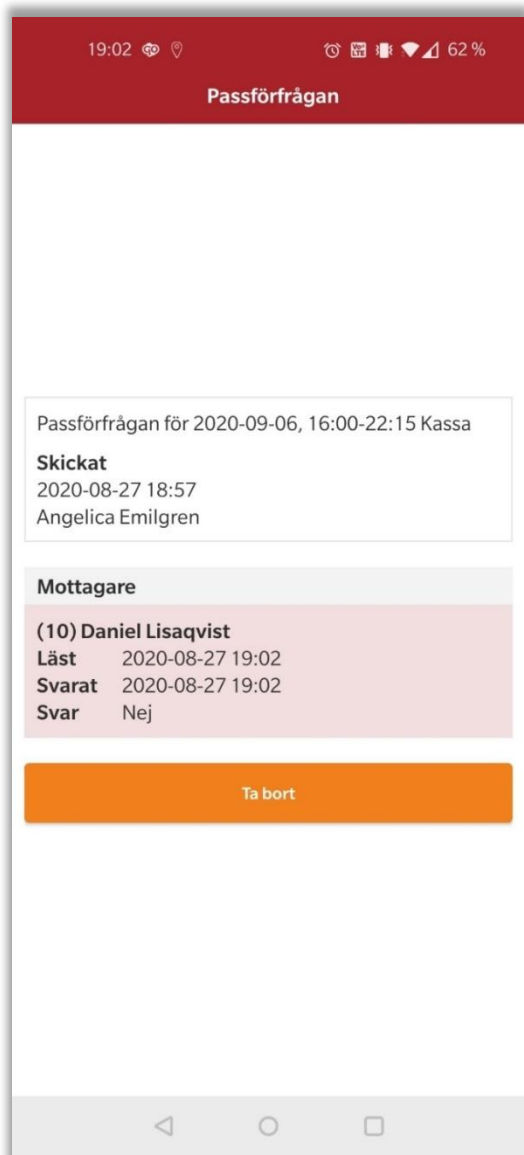 19:02 62 %
Passförfrågan
Passförfrågan för 2020-09-06, 16:00-22:15 Kassa
Skickat
2020-08-27 18:57
Angelica Emilgren
Mottagare
(10) Daniel Lisaqvist
Läst 2020-08-27 19:02
Svarat 2020-08-27 19:02
Svar Nej
Ta bort